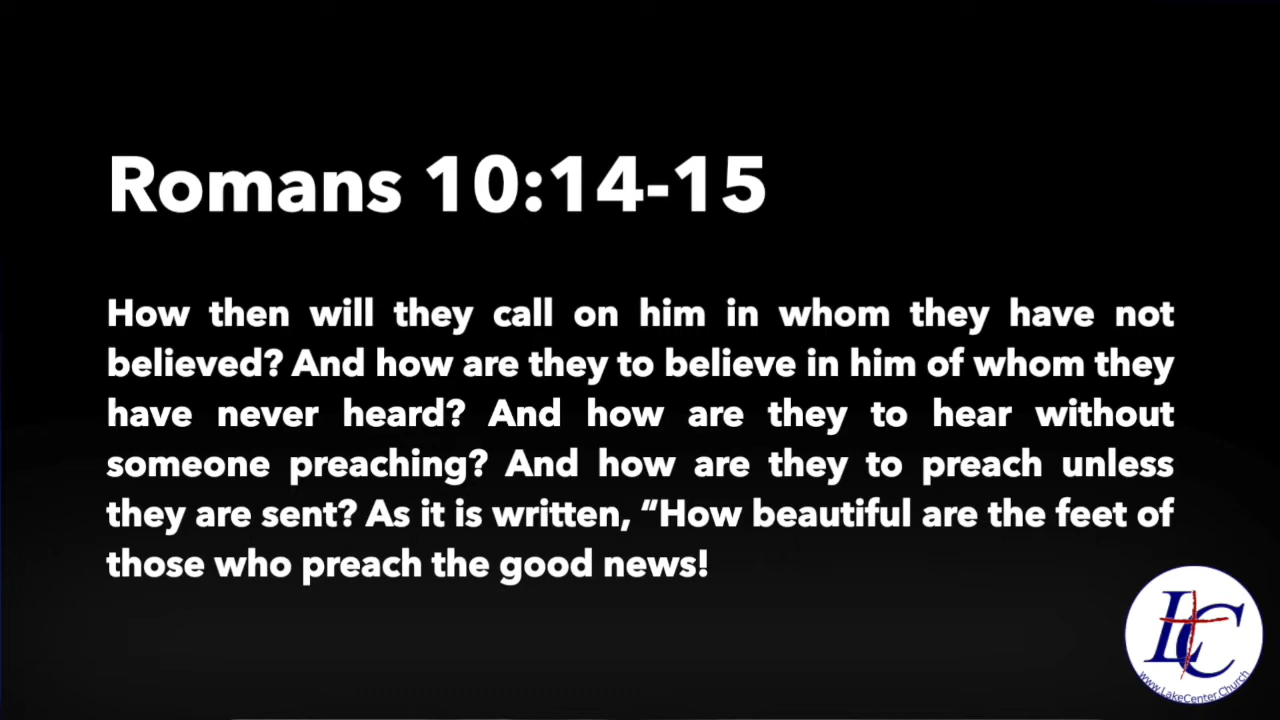 Romans 10:14-15
How then will they call on him in whom they have not
believed? And how are they to believe in him of whom they
have never heard? And how are they to hear without
someone preaching? And how are they to preach unless
they are sent? As it is written, “How beautiful are the feet of
those who preach the good news!
LC
www.LakeCenter.Church